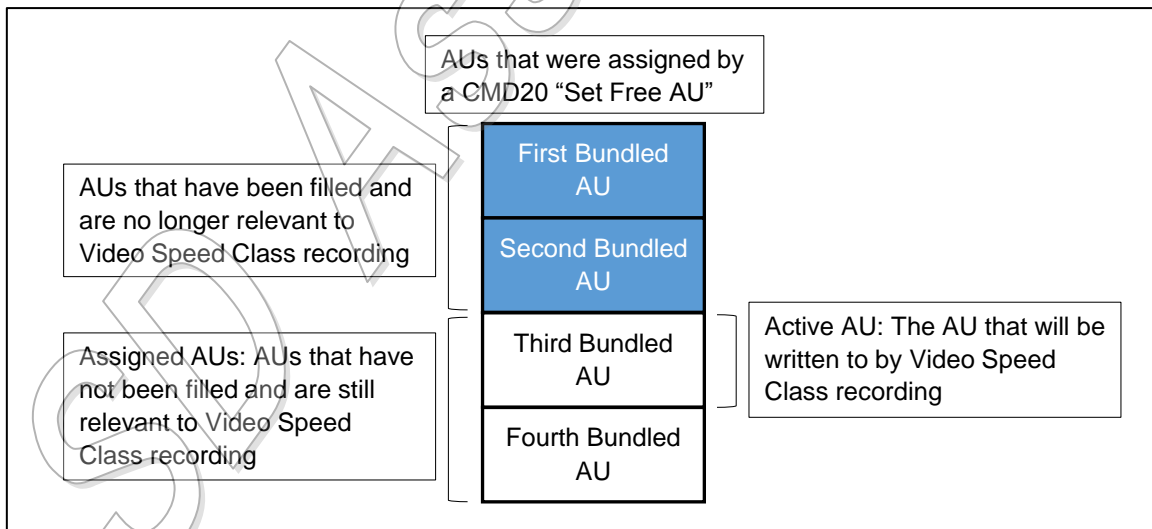 AUs that were assigned by
a CMD20 “Set Free AU”
First Bundled
AU
AUs that have been filled and
are no longer relevant to
Video Speed Class recording
Second Bundled
AU
Assigned AUs: AUs that have
not been filled and are still
relevant to Video Speed
Class recording
Third Bundled
AU
Active AU: The AU that will be
written to by Video Speed
Class recording
Fourth Bundled
AU
SD As